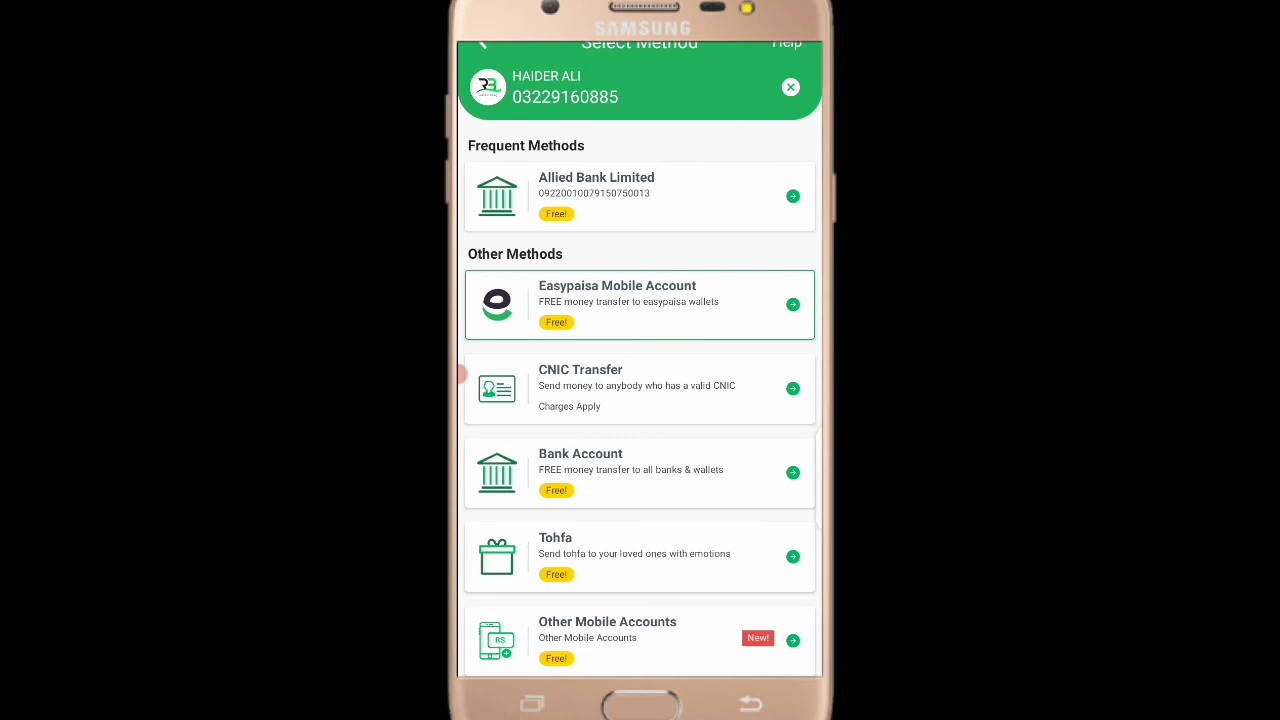 SAMSUNG
Select Method
Help
HAIDER ALI
03229160885
Frequent Methods
Allied Bank Limited
09220010079150750013
Free!
Other Methods
Easypaisa Mobile Account
FREE money transfer to easypaisa wallets
Free!
CNIC Transfer
Send money to anybody who has a valid CNIC
Charges Apply
Bank Account
FREE money transfer to all banks & wallets
Free!
Tohfa
Send tohfa to your loved ones with emotions
Free!
Other Mobile Accounts
Other Mobile Accounts
New!
RS
Free!